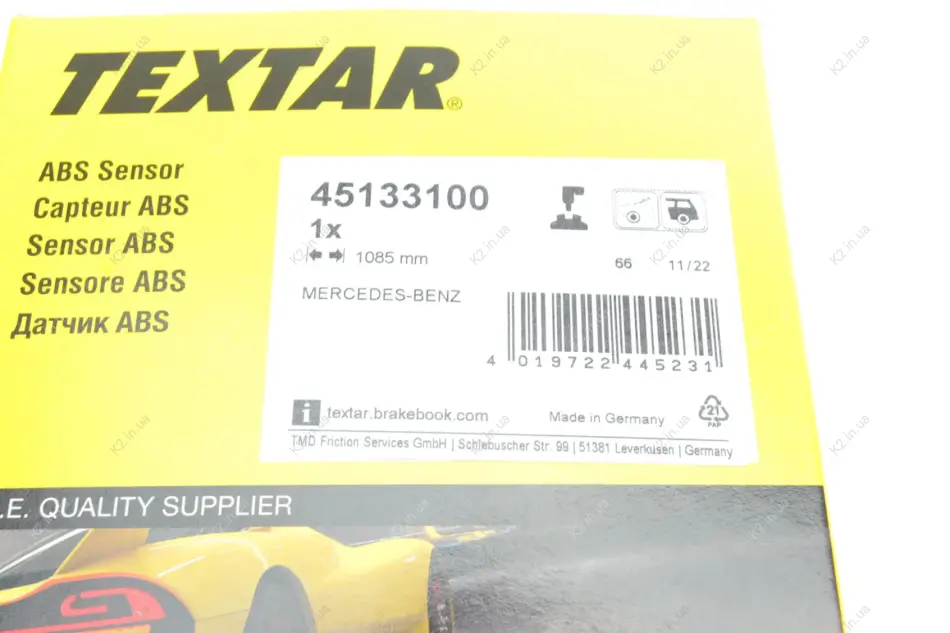 TEXTAR®
ABS Sensor
Capteur ABS
Sensor ABS
Sensore ABS
Датчик ABS
45133100
1x
1085 mm
MERCEDES-BENZ
66 11/22
4 019722 445231
i textar.brakebook.com
Made in Germany
21
PAP
TMD Friction Services GmbH | Schlebuscher Str. 99 | 51381 Leverkusen | Germany
.E. QUALITY SUPPLIER
K2.in.ua